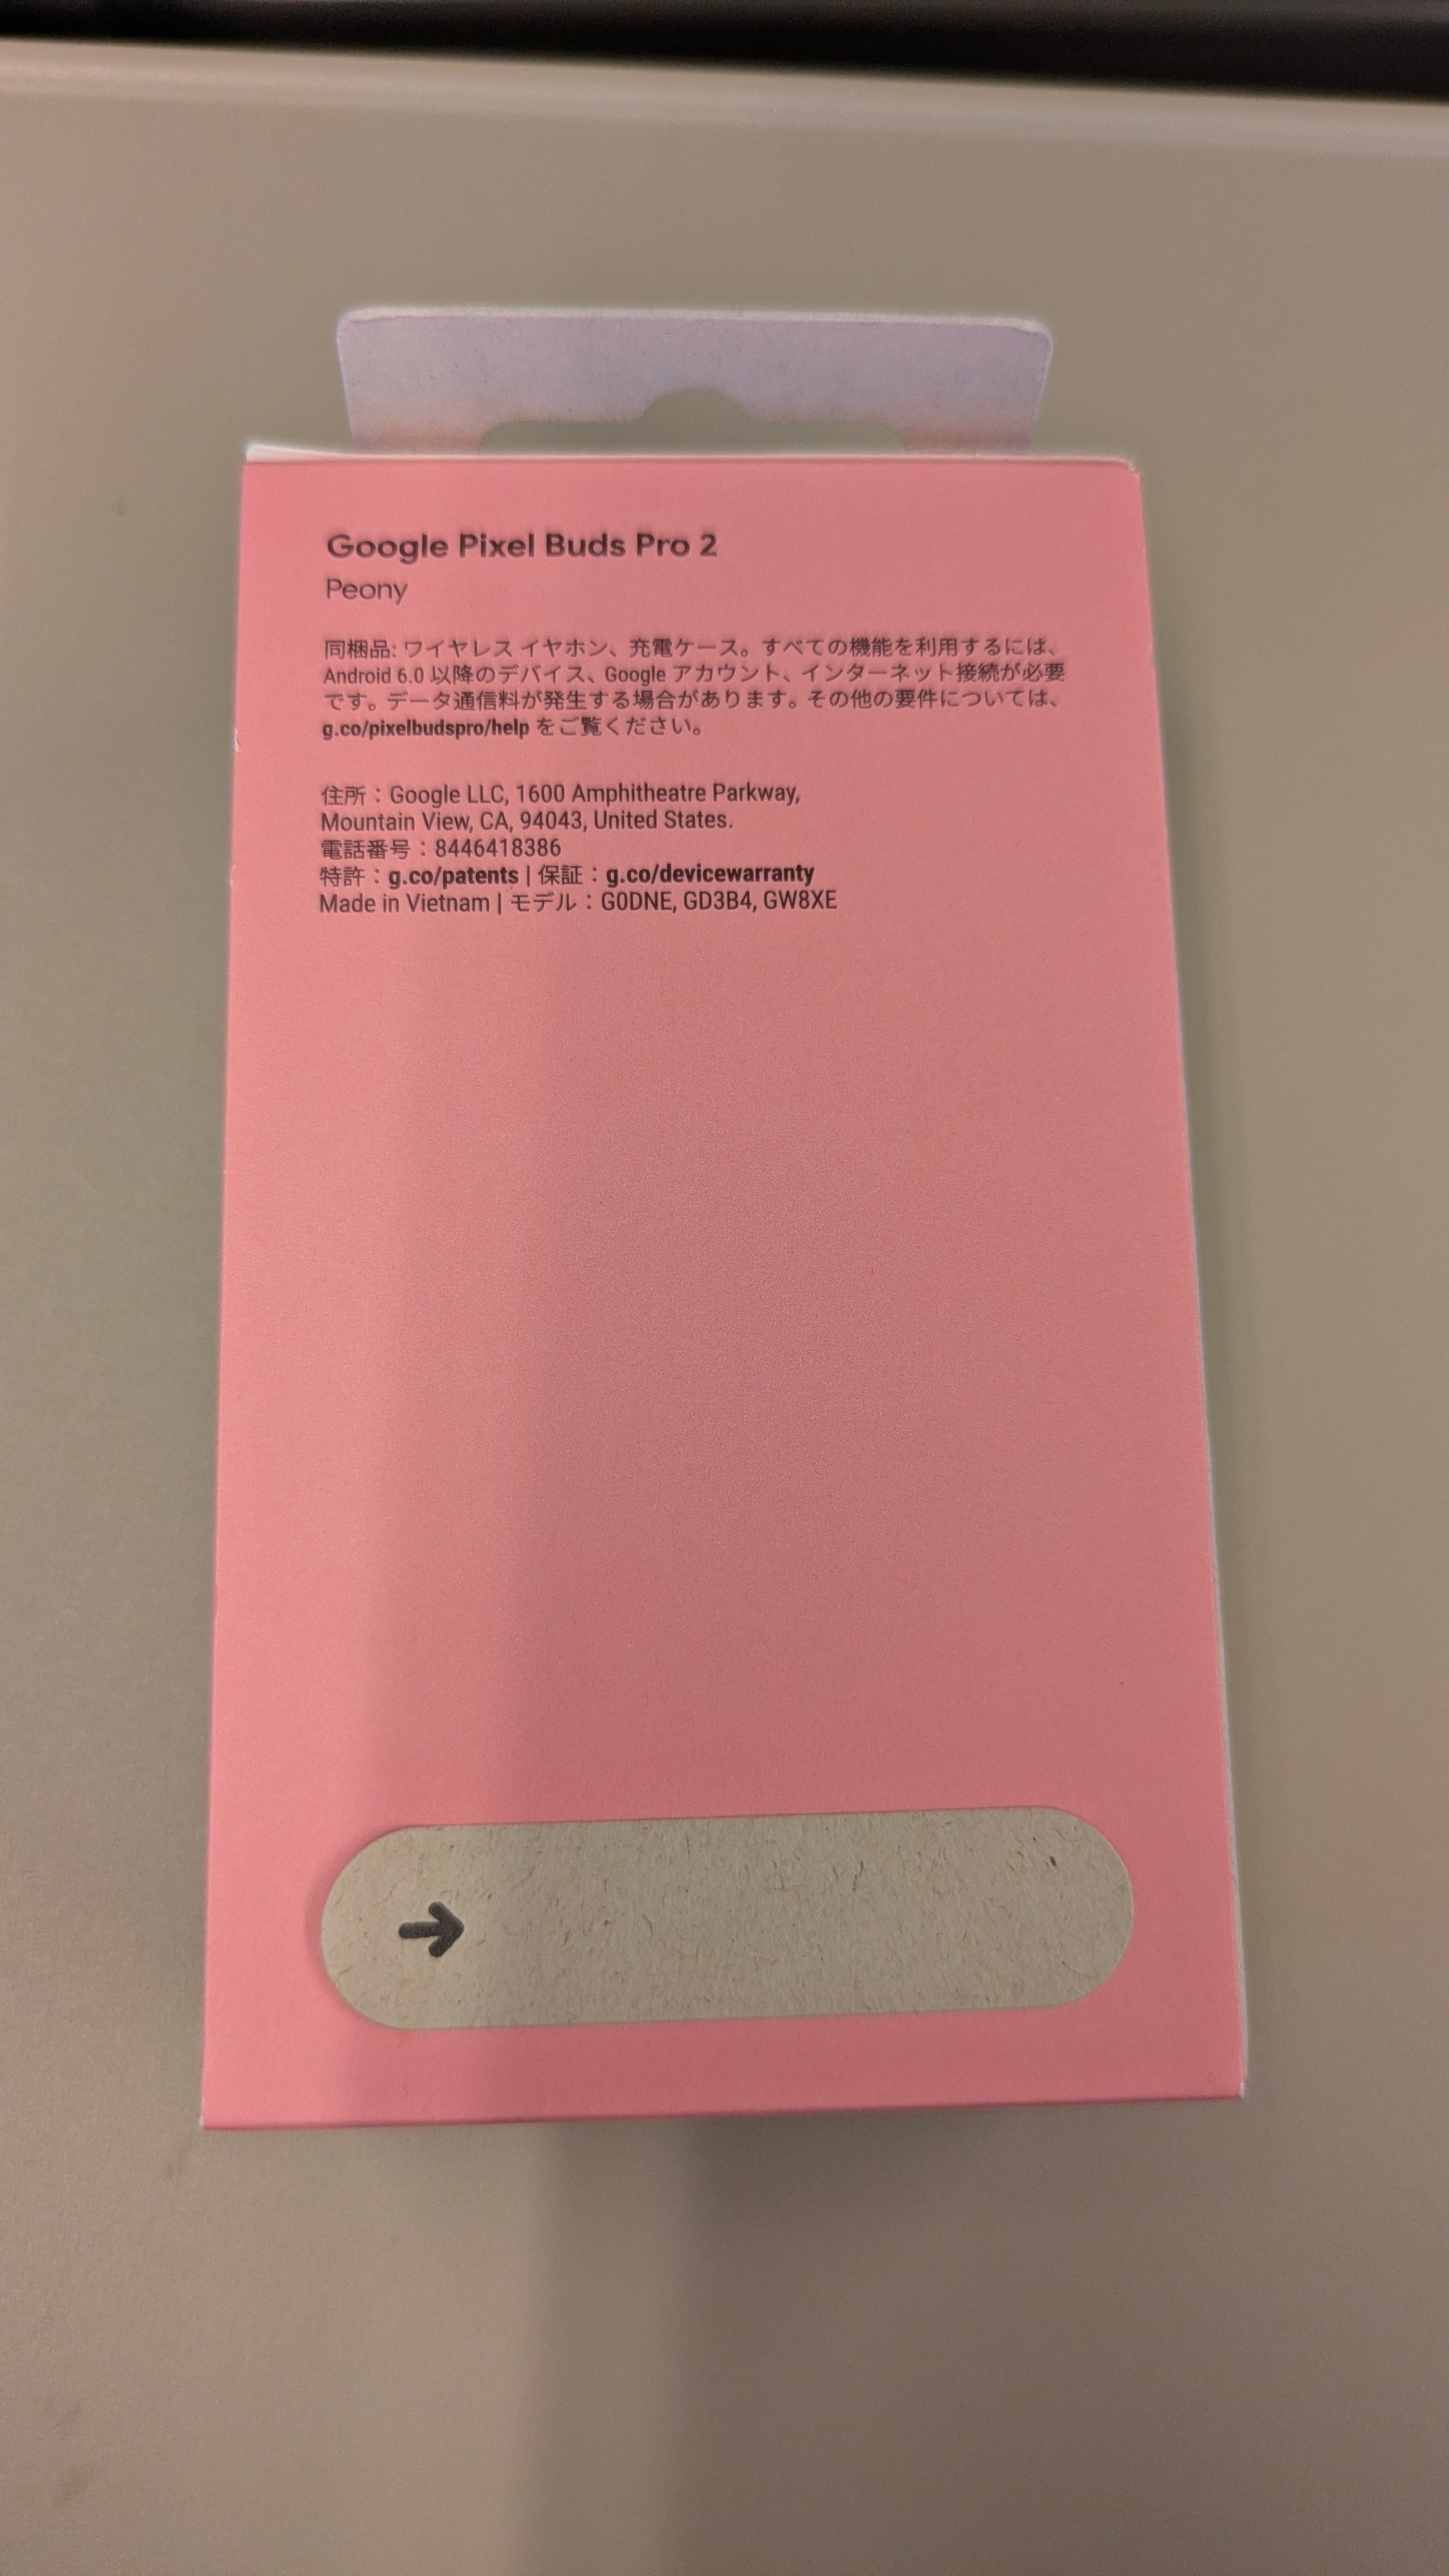 Google Pixel Buds Pro 2
Peony
同梱品: ワイヤレス イヤホン、充電ケース。すべての機能を利用するには、
Android 6.0 以降のデバイス、Google アカウント、インターネット接続が必要
です。データ通信料が発生する場合があります。その他の要件については、
g.co/pixelbudspro/help をご覧ください。
住所：Google LLC, 1600 Amphitheatre Parkway,
Mountain View, CA, 94043, United States.
電話番号：8446418386
特許：g.co/patents | 保証：g.co/devicewarranty
Made in Vietnam | モデル：G0DNE, GD3B4, GW8XE